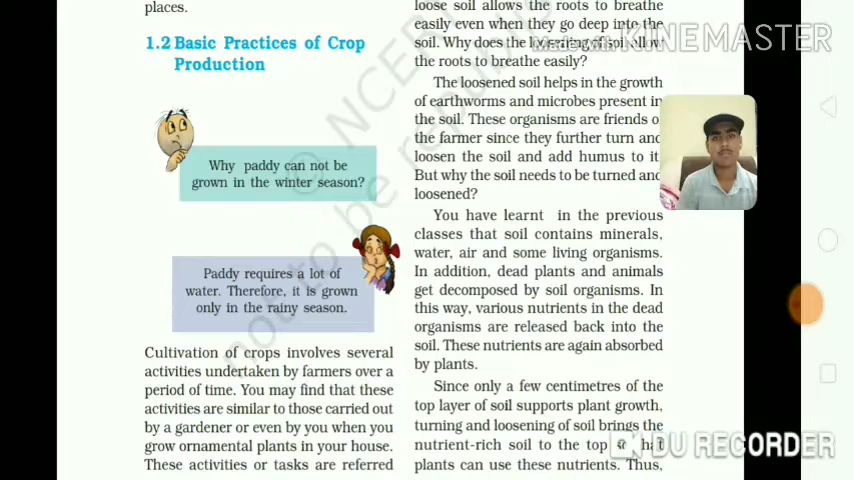 places.
1.2 Basic Practices of Crop
Production
Why paddy can not be
grown in the winter season?
Paddy requires a lot of
water. Therefore, it is grown
only in the rainy season.
Cultivation of crops involves several
activities undertaken by farmers over a
period of time. You may find that these
activities are similar to those carried out
by a gardener or even by you when you
grow ornamental plants in your house.
These activities or tasks are referred
loose soil allows the roots to breathe
easily even when they go deep into the
soil. Why does the loosening of soil allow
the roots to breathe easily?
The loosened soil helps in the growth
of earthworms and microbes present in
the soil. These organisms are friends o
the farmer since they further turn and
loosen the soil and add humus to it
But why the soil needs to be turned and
loosened?
You have learnt in the previous
classes that soil contains minerals,
water, air and some living organisms.
In addition, dead plants and animals
get decomposed by soil organisms. In
this way, various nutrients in the dead
organisms are released back into the
soil. These nutrients are again absorbed
by plants.
Since only a few centimetres of the
top layer of soil supports plant growth,
turning and loosening of soil brings the
nutrient-rich soil to the top so that
plants can use these nutrients. Thus,
© NCER
not to be republis
KINEMASTER
DU RECORDER